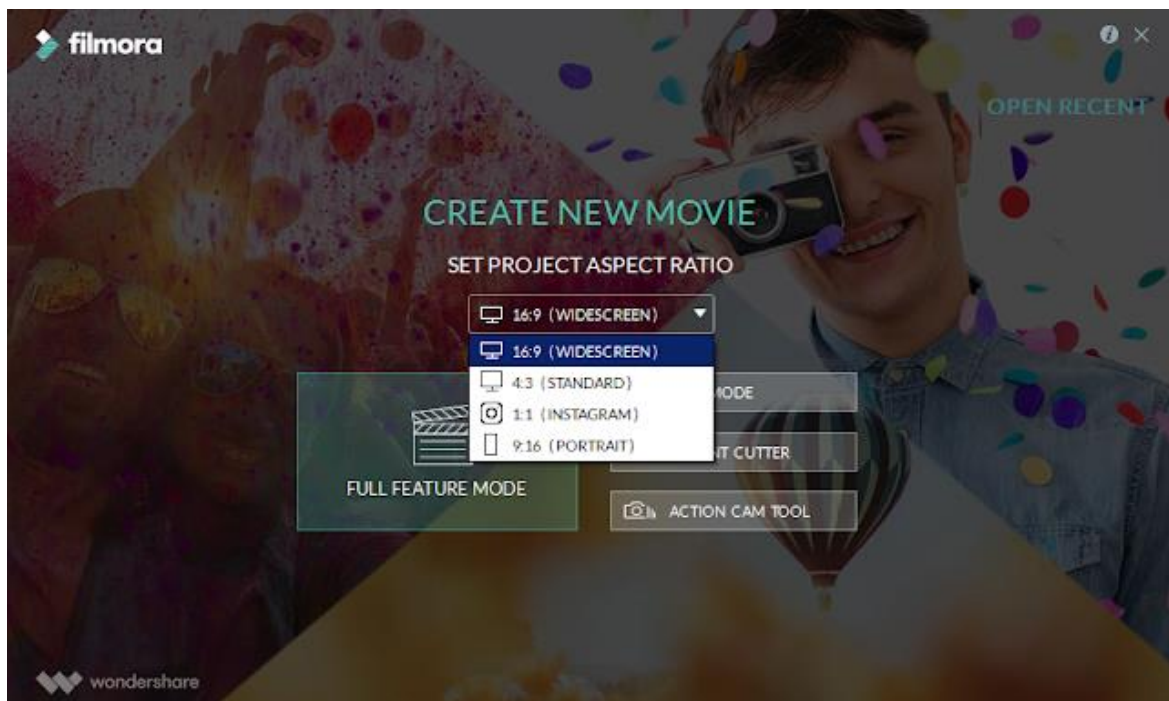 filmora
OPEN RECENT
CREATE NEW MOVIE
SET PROJECT ASPECT RATIO
16:9 (WIDESCREEN)
16:9 (WIDESCREEN)
4:3 (STANDARD)
1:1 (INSTAGRAM)
9:16 (PORTRAIT)
MODE
CUTTER
FULL FEATURE MODE
ACTION CAM TOOL
wondershare